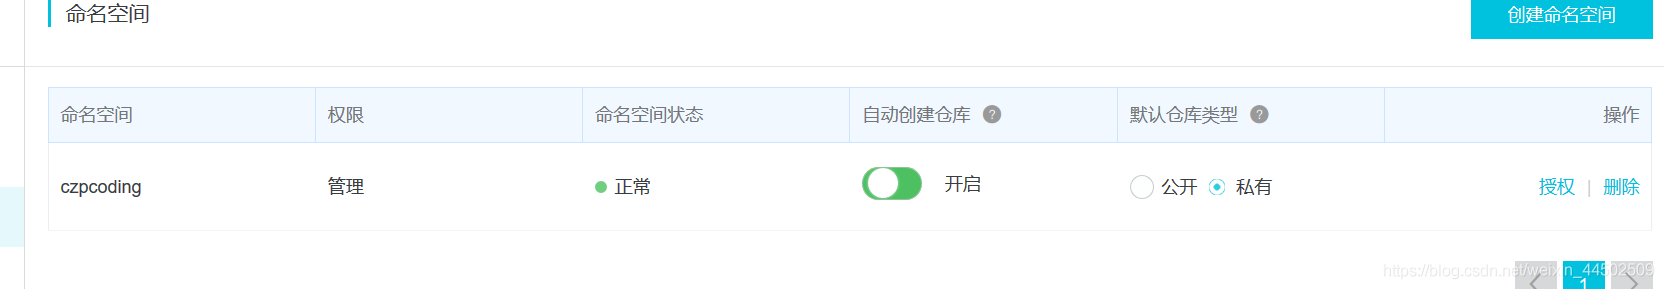 命名空间
创建命名空间
命名空间 权限 命名空间状态 自动创建仓库 ? 默认仓库类型 ? 操作
czpcoding 管理 正常 开启 公开 私有 授权 | 删除
https://blog.csdn.net/weixin_44502509
1